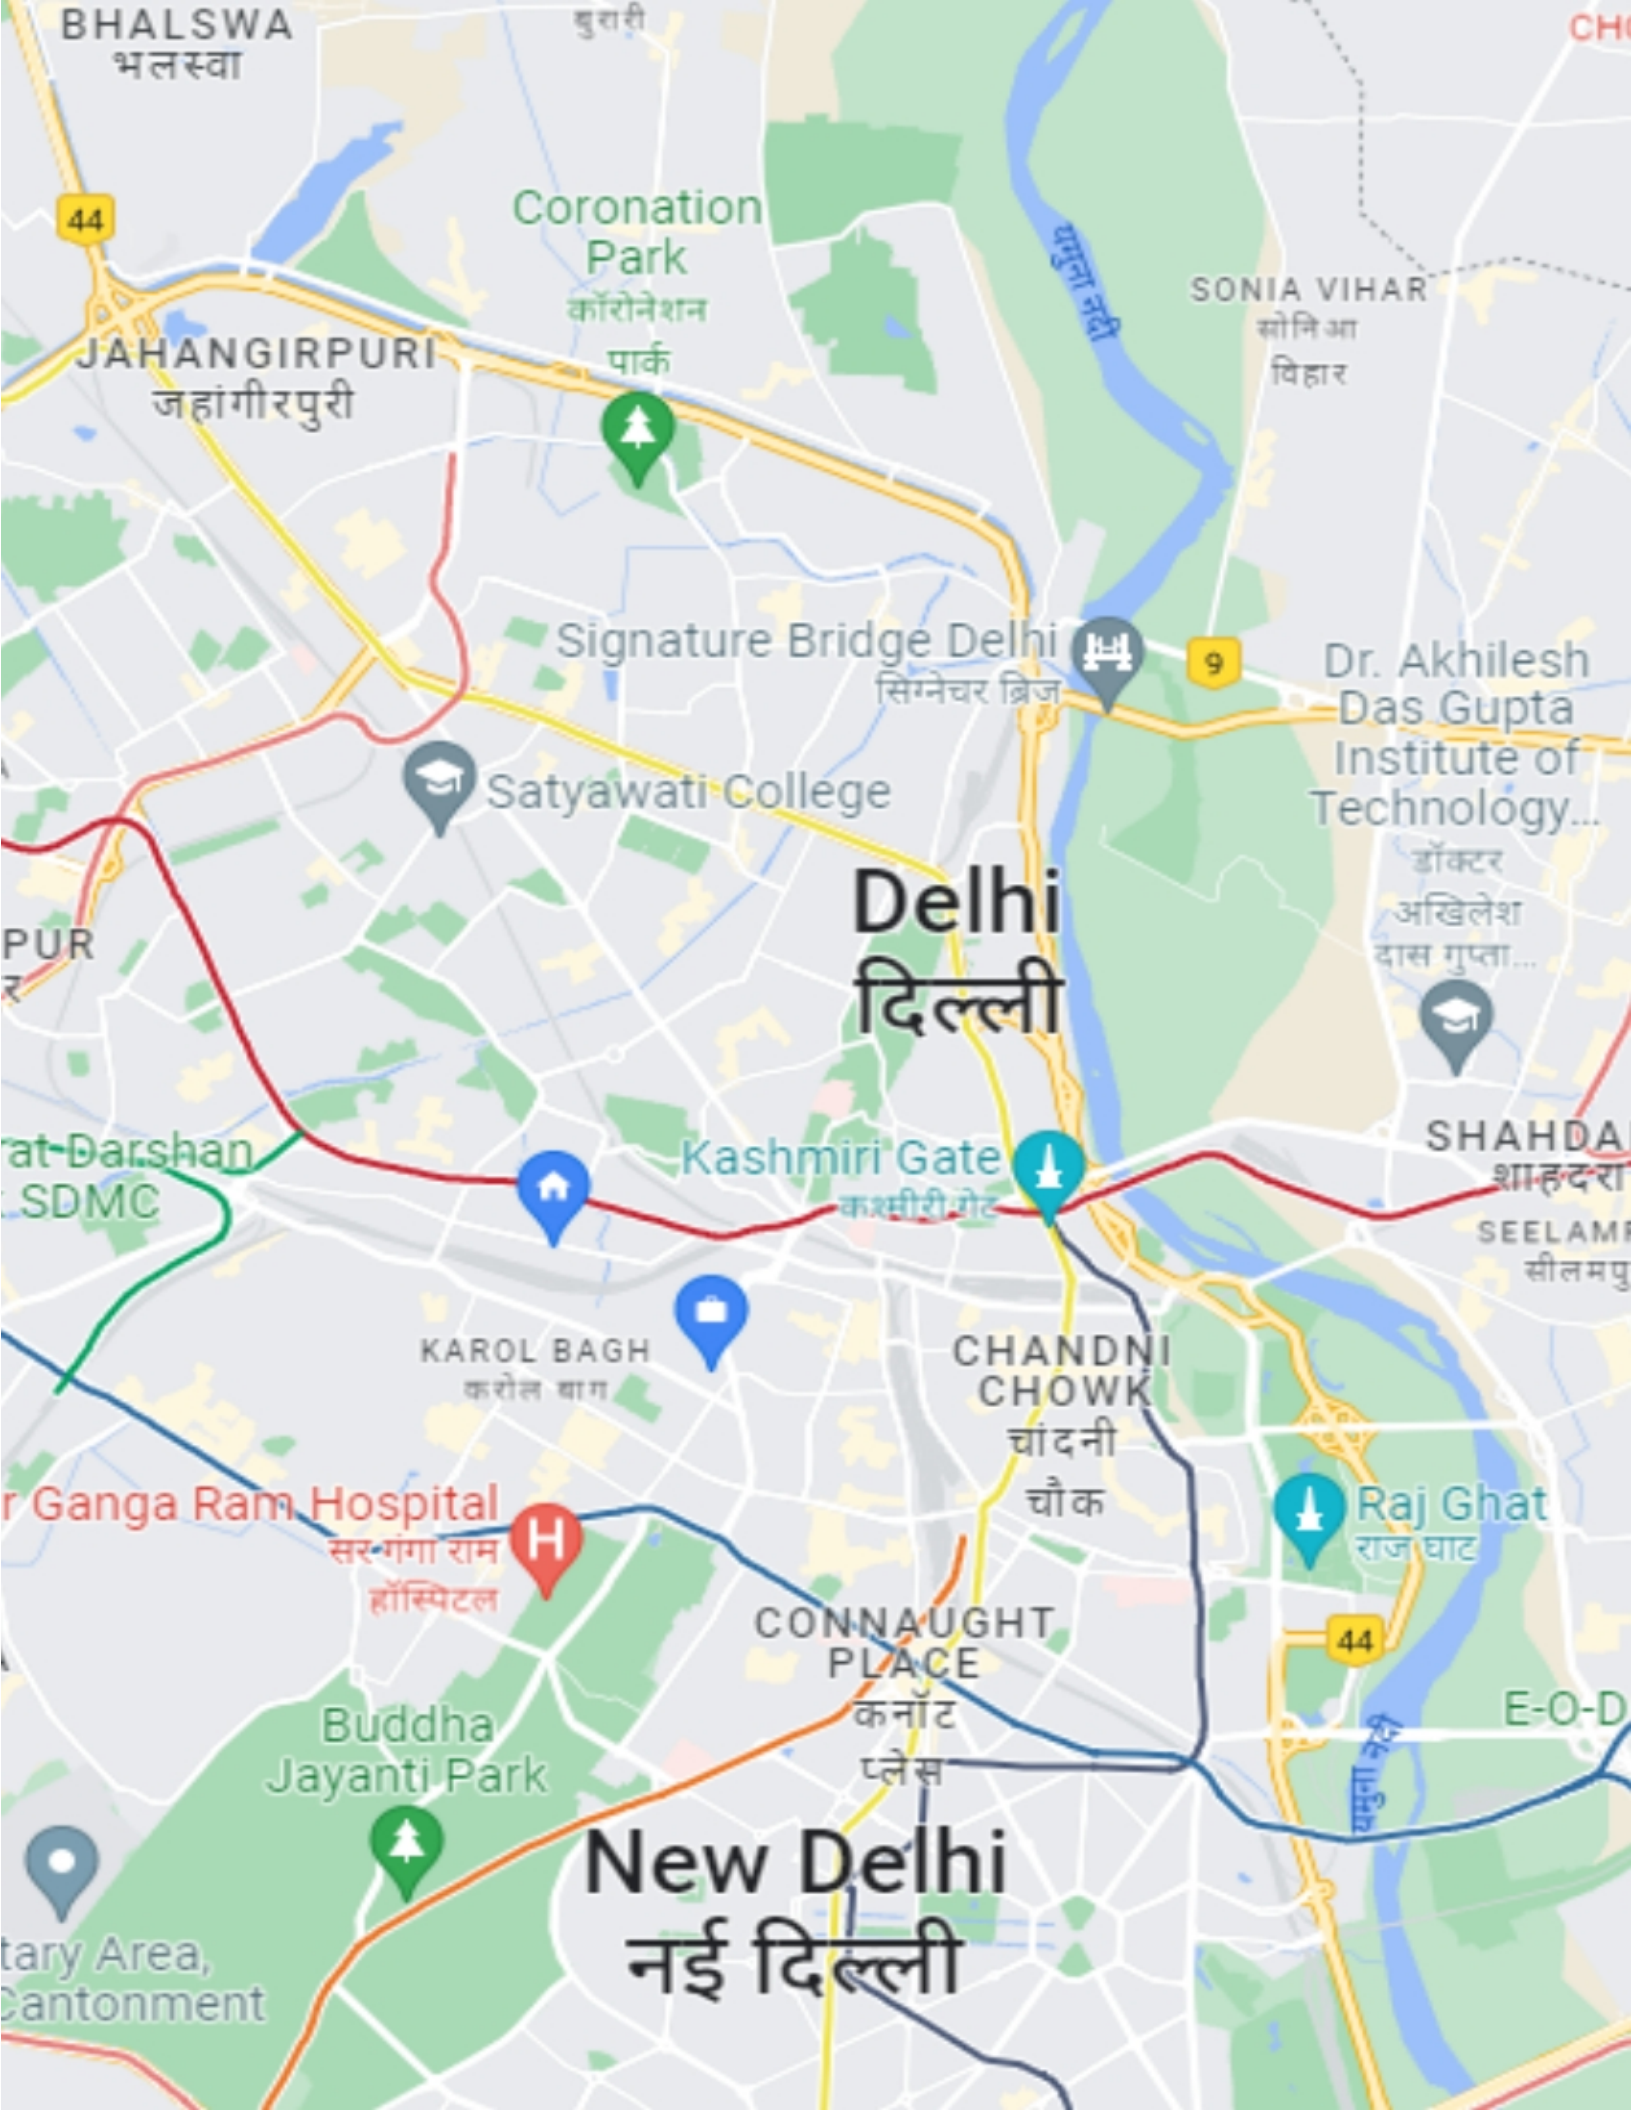 BHALSWA
भलस्वा
बुरारी
44
Coronation
Park
कॉरोनेशन
पार्क
यमुना नदी
SONIA VIHAR
सोनिआ
विहार
JAHANGIRPURI
जहांगीरपुरी
Signature Bridge Delhi
सिग्नेचर ब्रिज
9
Dr. Akhilesh
Das Gupta
Institute of
Technology...
डॉक्टर
अखिलेश
दास गुप्ता...
Satyawati College
Delhi
दिल्ली
PUR
र
at Darshan
SDMC
Kashmiri Gate
कश्मीरी गेट
SHAHDA
शाहदरा
SEELAMP
सीलमपु
KAROL BAGH
करोल बाग
CHANDNI
CHOWK
चांदनी
चौक
r Ganga Ram Hospital
सर गंगा राम
हॉस्पिटल
H
Raj Ghat
राज घाट
CONNAUGHT
PLACE
कनॉट
प्लेस
44
यमुना नदी
E-O-D
Buddha
Jayanti Park
New Delhi
नई दिल्ली
tary Area,
Cantonment